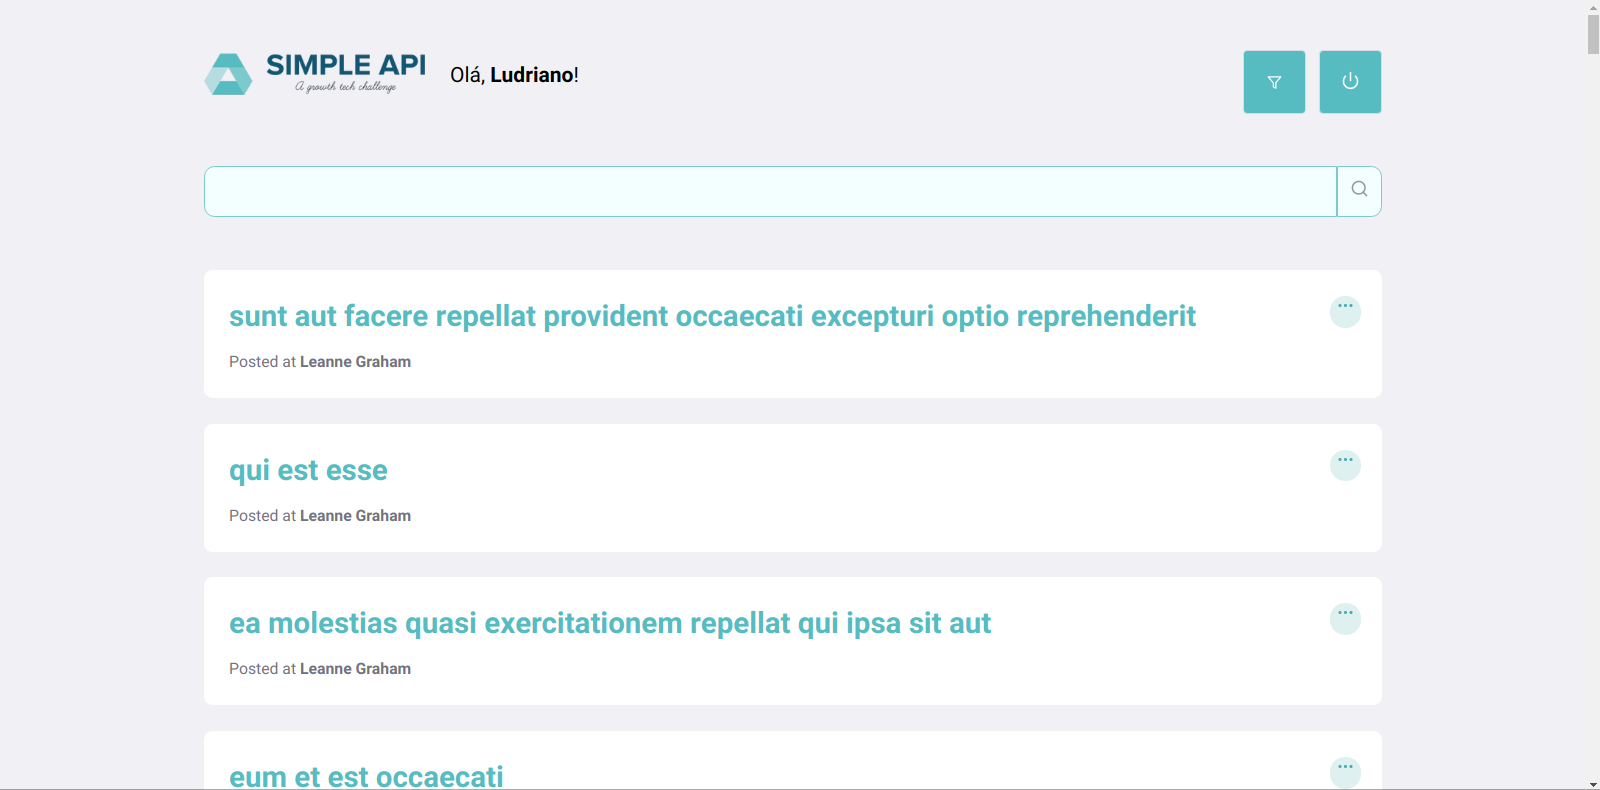 SIMPLE API
A growth tech challenge
Olá, Ludriano!
sunt aut facere repellat provident occaecati excepturi optio reprehenderit
Posted at Leanne Graham
qui est esse
Posted at Leanne Graham
ea molestias quasi exercitationem repellat qui ipsa sit aut
Posted at Leanne Graham
eum et est occaecati